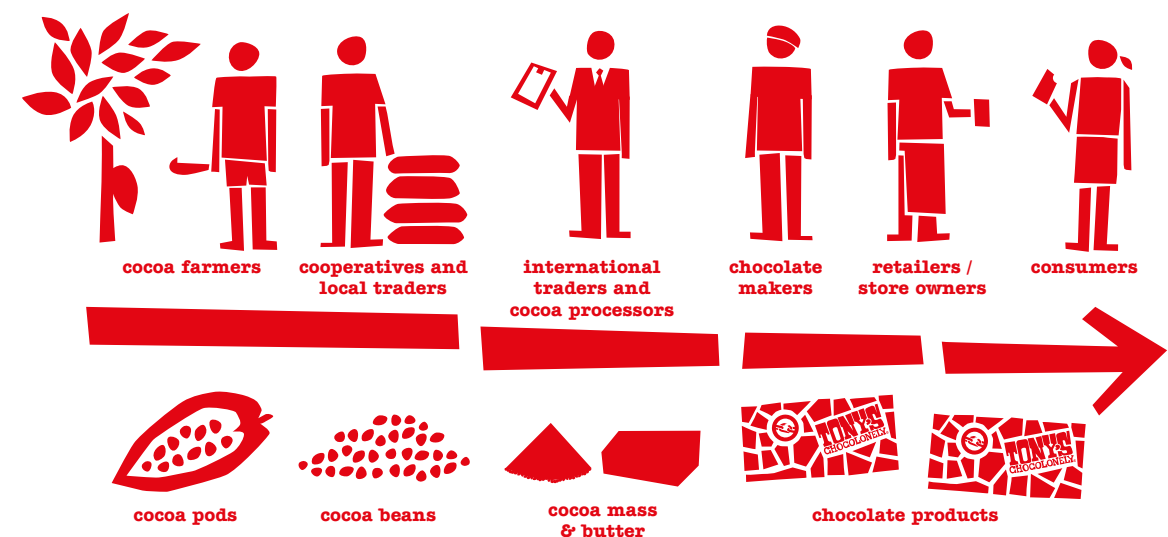 cocoa farmers
cooperatives and
local traders
international
traders and
cocoa processors
chocolate
makers
retailers /
store owners
consumers
TONY'S
CHOCOLONELY
TONY'S
CHOCOLONELY
cocoa pods
cocoa beans
cocoa mass
& butter
chocolate products